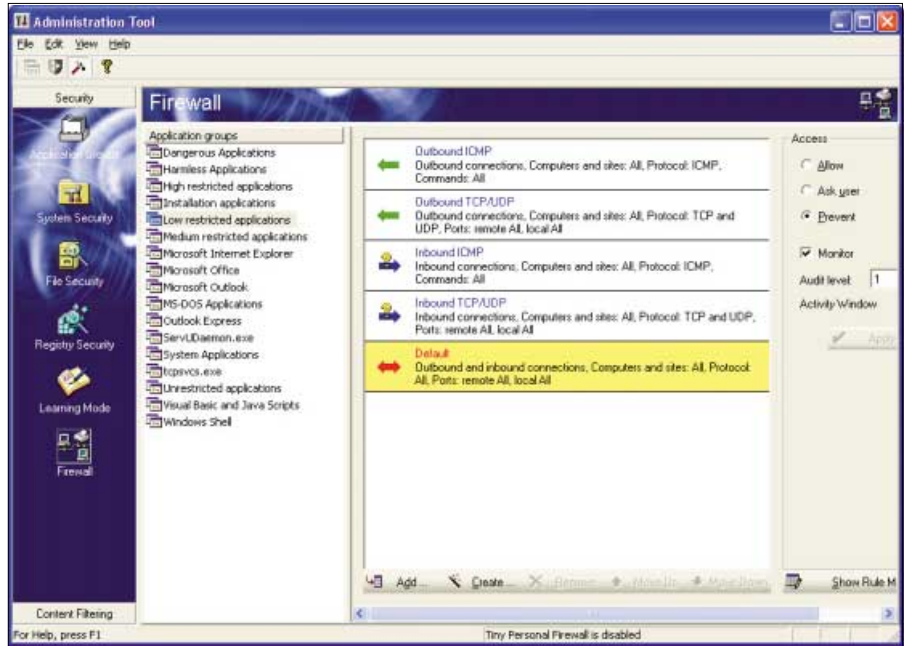 Administration Tool
File Edit View Help
Security
Application Groups
System Security
File Security
Registry Security
Learning Mode
Firewall
Content Filtering
Firewall
Application groups
Dangerous Applications
Harmless Applications
High restricted applications
Installation applications
Low restricted applications
Medium restricted applications
Microsoft Internet Explorer
Microsoft Office
Microsoft Outlook
MS-DOS Applications
Outlook Express
ServUDaemon.exe
System Applications
tcpsvcs.exe
Unrestricted applications
Visual Basic and Java Scripts
Windows Shell
Outbound ICMP
Outbound connections, Computers and sites: All, Protocol: ICMP,
Commands: All
Outbound TCP/UDP
Outbound connections, Computers and sites: All, Protocol: TCP and
UDP, Ports: remote All, local All
Inbound ICMP
Inbound connections, Computers and sites: All, Protocol: ICMP,
Commands: All
Inbound TCP/UDP
Inbound connections, Computers and sites: All, Protocol: TCP and UDP,
Ports: remote All, local All
Default
Outbound and inbound connections, Computers and sites: All, Protocol:
All, Ports: remote All, local All
Add... Create... Remove Move Up Move Down
Access
Allow
Ask user
Prevent
Monitor
Audit level: 1
Activity Window
Apply
Show Rule M
For Help, press F1
Tiny Personal Firewall is disabled